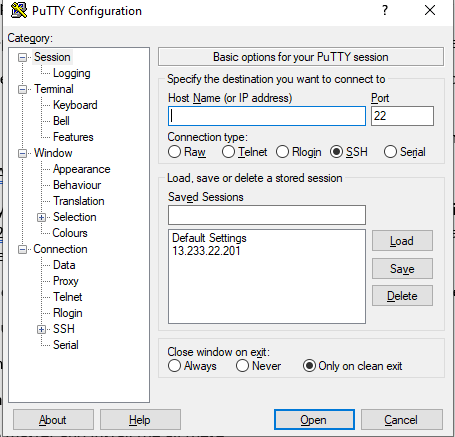 PuTTY Configuration
?
Category:
Session
Logging
Terminal
Keyboard
Bell
Features
Window
Appearance
Behaviour
Translation
Selection
Colours
Connection
Data
Proxy
Telnet
Rlogin
SSH
Serial
Basic options for your PuTTY session
Specify the destination you want to connect to
Host Name (or IP address) Port
22
Connection type:
Raw Telnet Rlogin SSH Serial
Load, save or delete a stored session
Saved Sessions
Default Settings
13.233.22.201
Load
Save
Delete
Close window on exit:
Always Never Only on clean exit
About Help Open Cancel